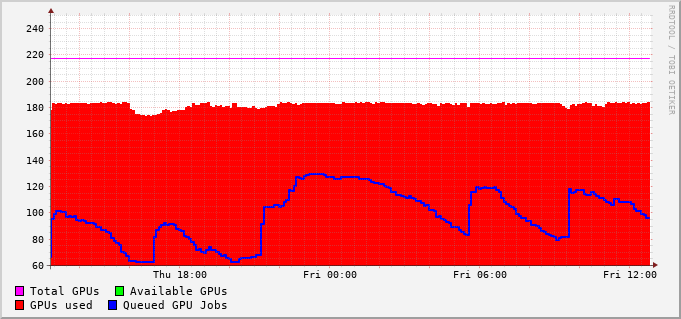 RRDTOOL / TOBI OETIKER
240
220
200
180
160
140
120
100
80
60
Thu 18:00 Fri 00:00 Fri 06:00 Fri 12:00
Total GPUs Available GPUs
GPUs used Queued GPU Jobs